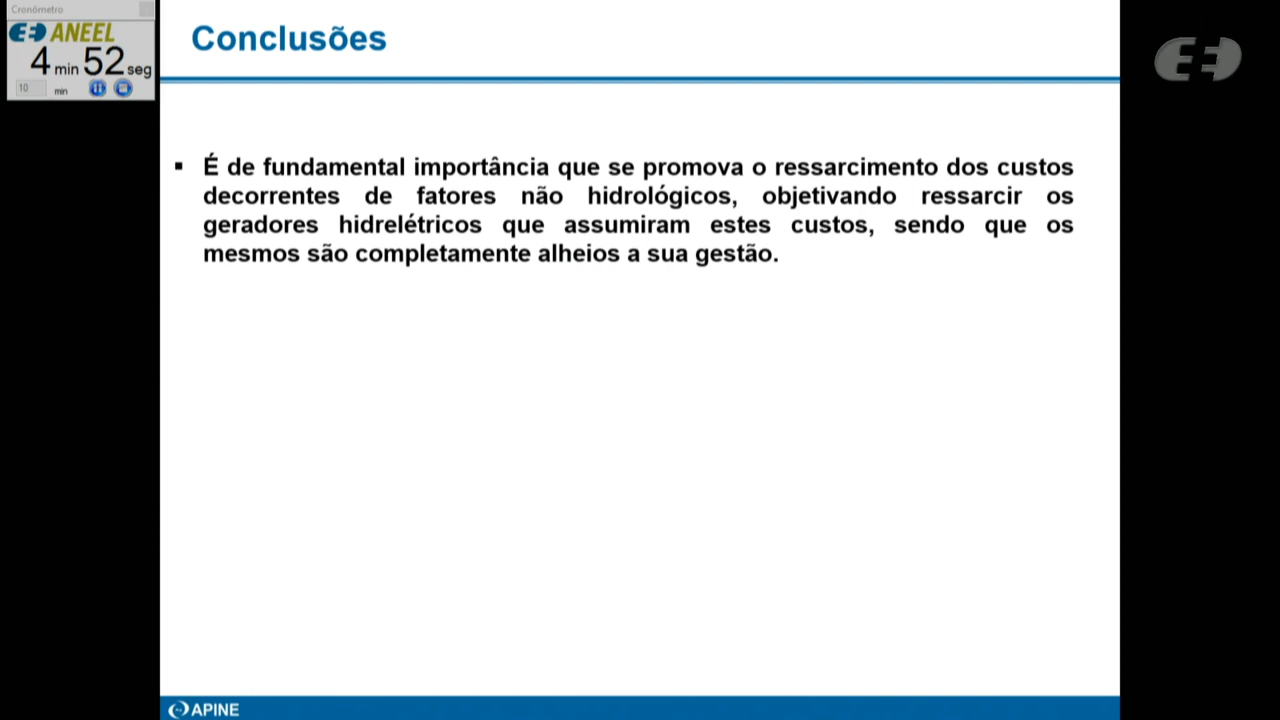 Cronômetro
ANEEL
4 min 52 seg
10 min
Conclusões
▪ É de fundamental importância que se promova o ressarcimento dos custos
decorrentes de fatores não hidrológicos, objetivando ressarcir os
geradores hidrelétricos que assumiram estes custos, sendo que os
mesmos são completamente alheios a sua gestão.
APINE